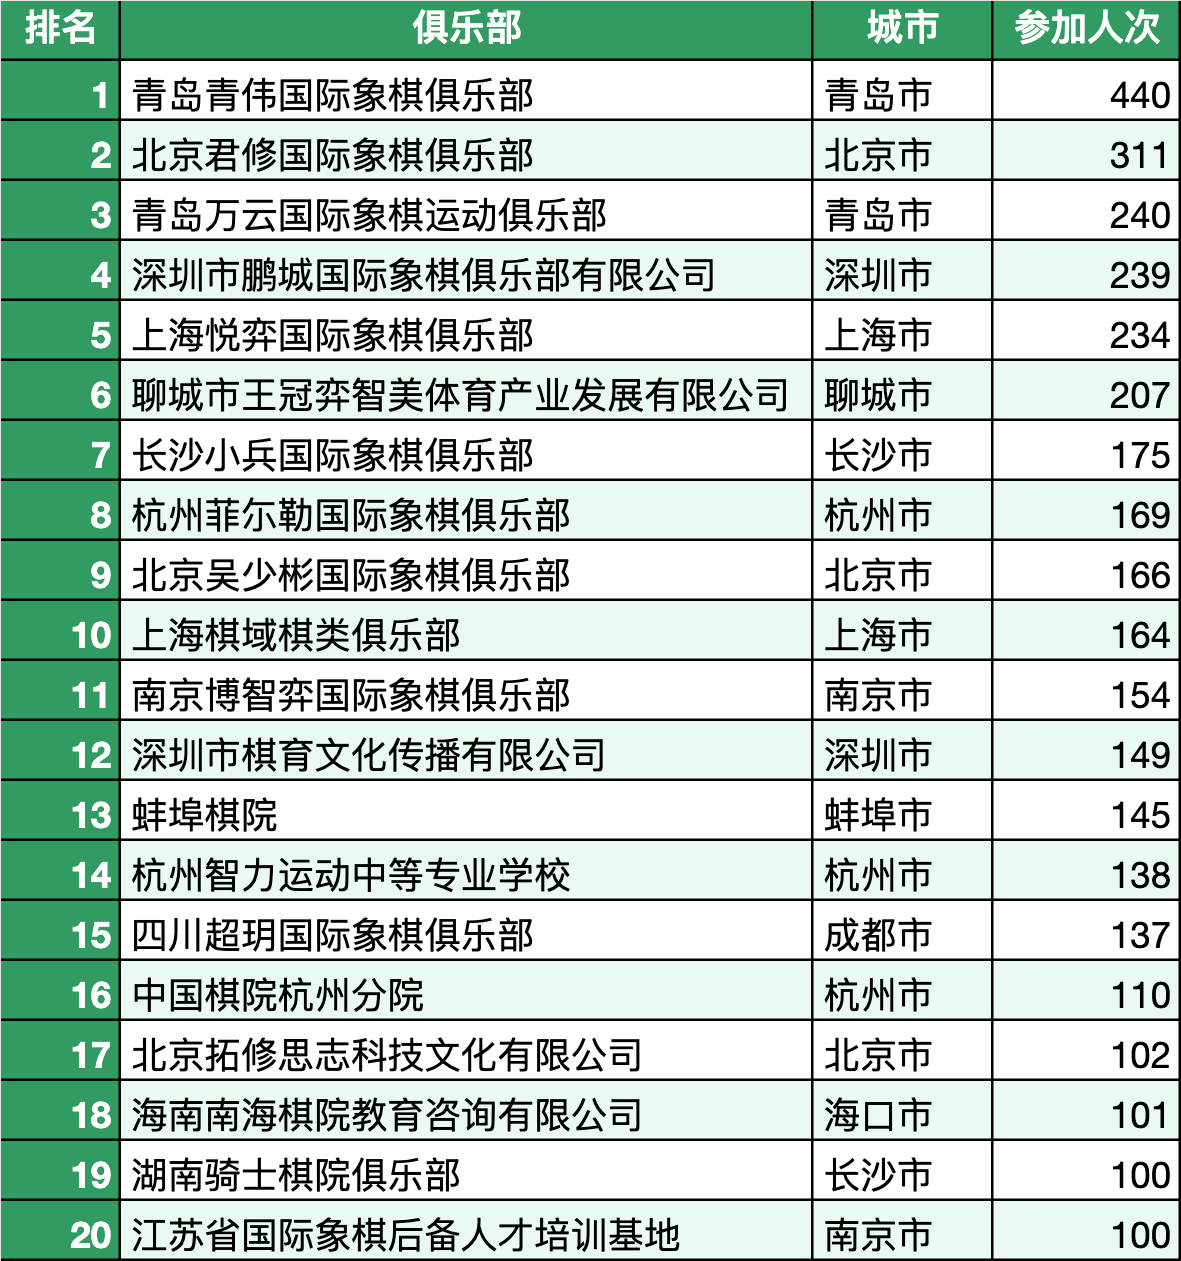 排名 俱乐部 城市 参加人次
1 青岛青伟国际象棋俱乐部 青岛市 440
2 北京君修国际象棋俱乐部 北京市 311
3 青岛万云国际象棋运动俱乐部 青岛市 240
4 深圳市鹏城国际象棋俱乐部有限公司 深圳市 239
5 上海悦弈国际象棋俱乐部 上海市 234
6 聊城市王冠弈智美体育产业发展有限公司 聊城市 207
7 长沙小兵国际象棋俱乐部 长沙市 175
8 杭州菲尔勒国际象棋俱乐部 杭州市 169
9 北京吴少彬国际象棋俱乐部 北京市 166
10 上海棋域棋类俱乐部 上海市 164
11 南京博智弈国际象棋俱乐部 南京市 154
12 深圳市棋育文化传播有限公司 深圳市 149
13 蚌埠棋院 蚌埠市 145
14 杭州智力运动中等专业学校 杭州市 138
15 四川超玥国际象棋俱乐部 成都市 137
16 中国棋院杭州分院 杭州市 110
17 北京拓修思志科技文化有限公司 北京市 102
18 海南南海棋院教育咨询有限公司 海口市 101
19 湖南骑士棋院俱乐部 长沙市 100
20 江苏省国际象棋后备人才培训基地 南京市 100